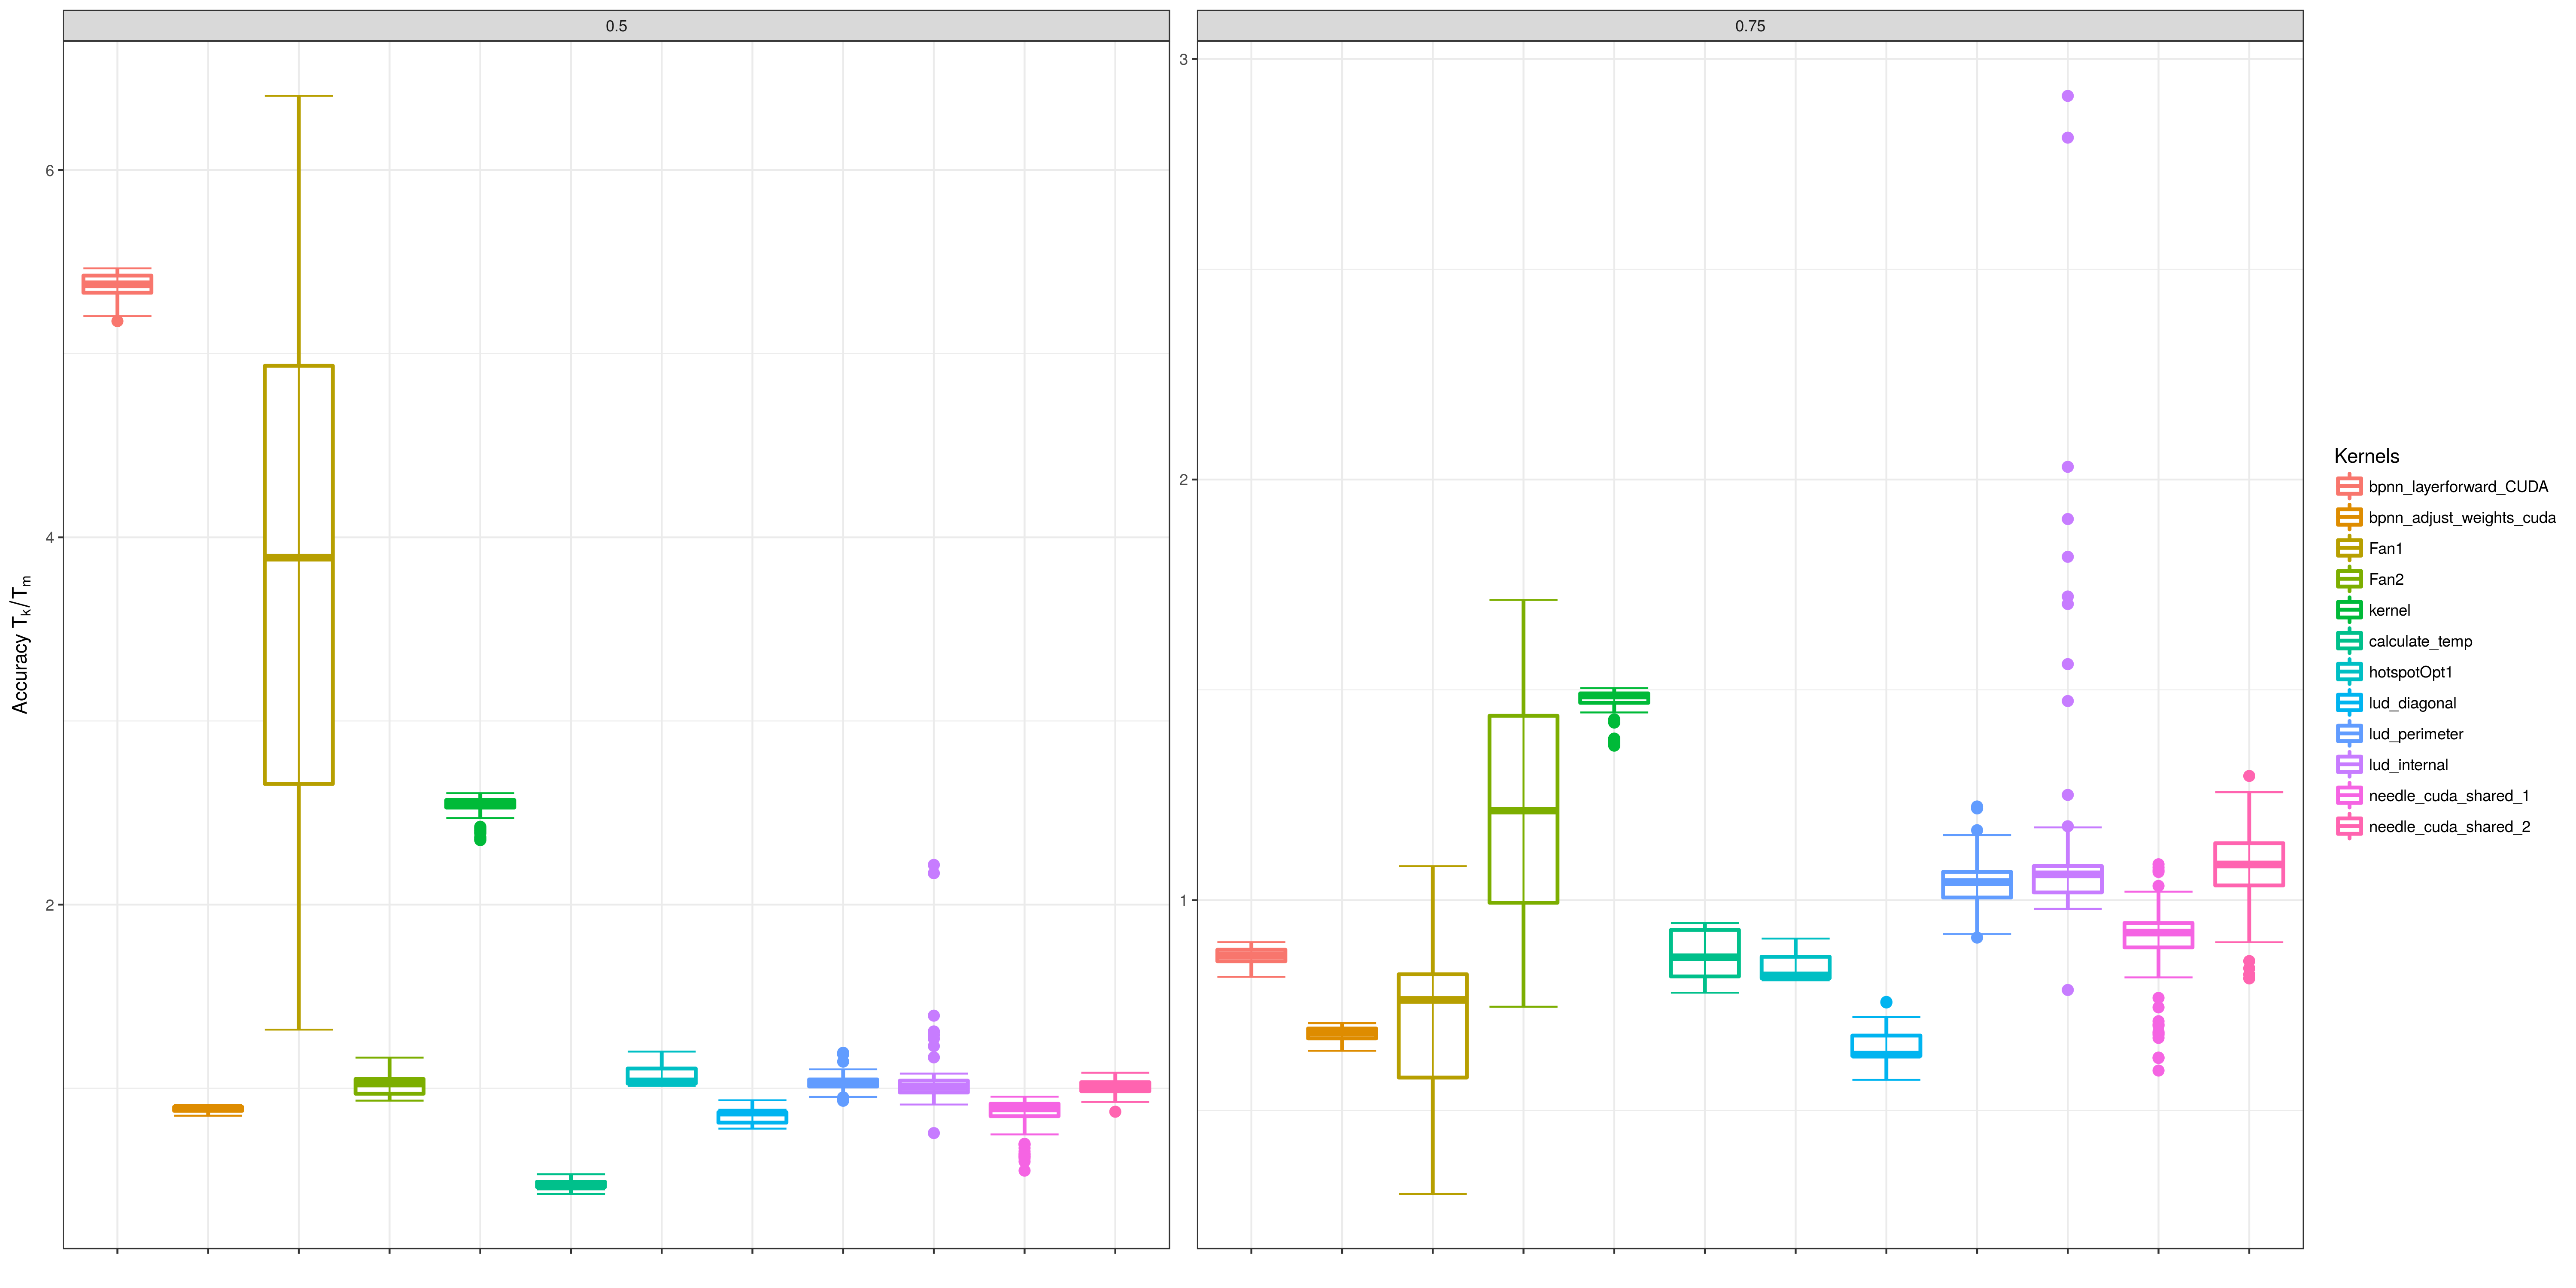 0.5
0.75
6
4
2
3
2
1
Accuracy Tk/Tm
Kernels
bpnn_layerforward_CUDA
bpnn_adjust_weights_cuda
Fan1
Fan2
kernel
calculate_temp
hotspotOpt1
lud_diagonal
lud_perimeter
lud_internal
needle_cuda_shared_1
needle_cuda_shared_2